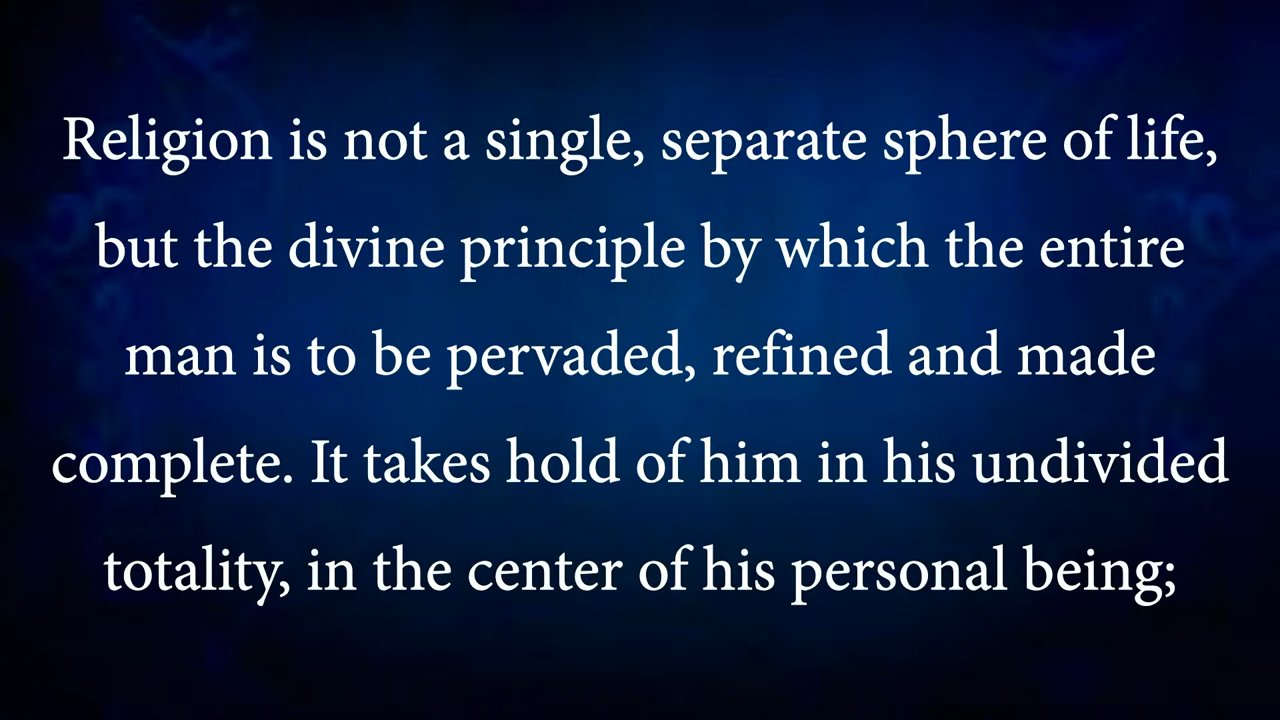 Religion is not a single, separate sphere of life,
but the divine principle by which the entire
man is to be pervaded, refined and made
complete. It takes hold of him in his undivided
totality, in the center of his personal being;